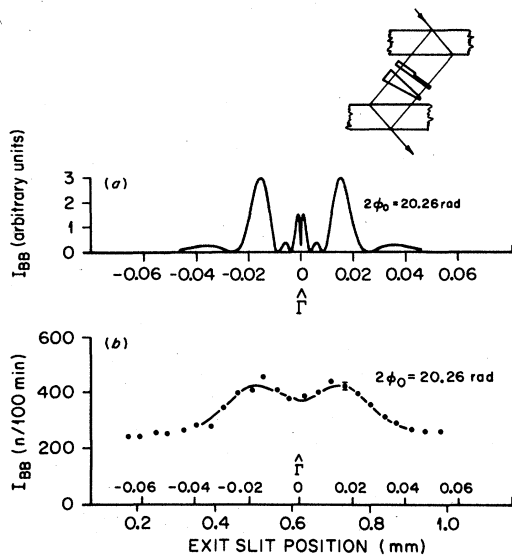 (a)
I_BB (arbitrary units)
3
2
1
0
2φ₀ = 20.26 rad
-0.06 -0.04 -0.02 0 0.02 0.04 0.06
Γ̂
(b)
I_BB (n/100 min)
600
400
200
0
2φ₀ = 20.26 rad
Γ̂
-0.06 -0.04 -0.02 0 0.02 0.04 0.06
0.2 0.4 0.6 0.8 1.0
EXIT SLIT POSITION (mm)